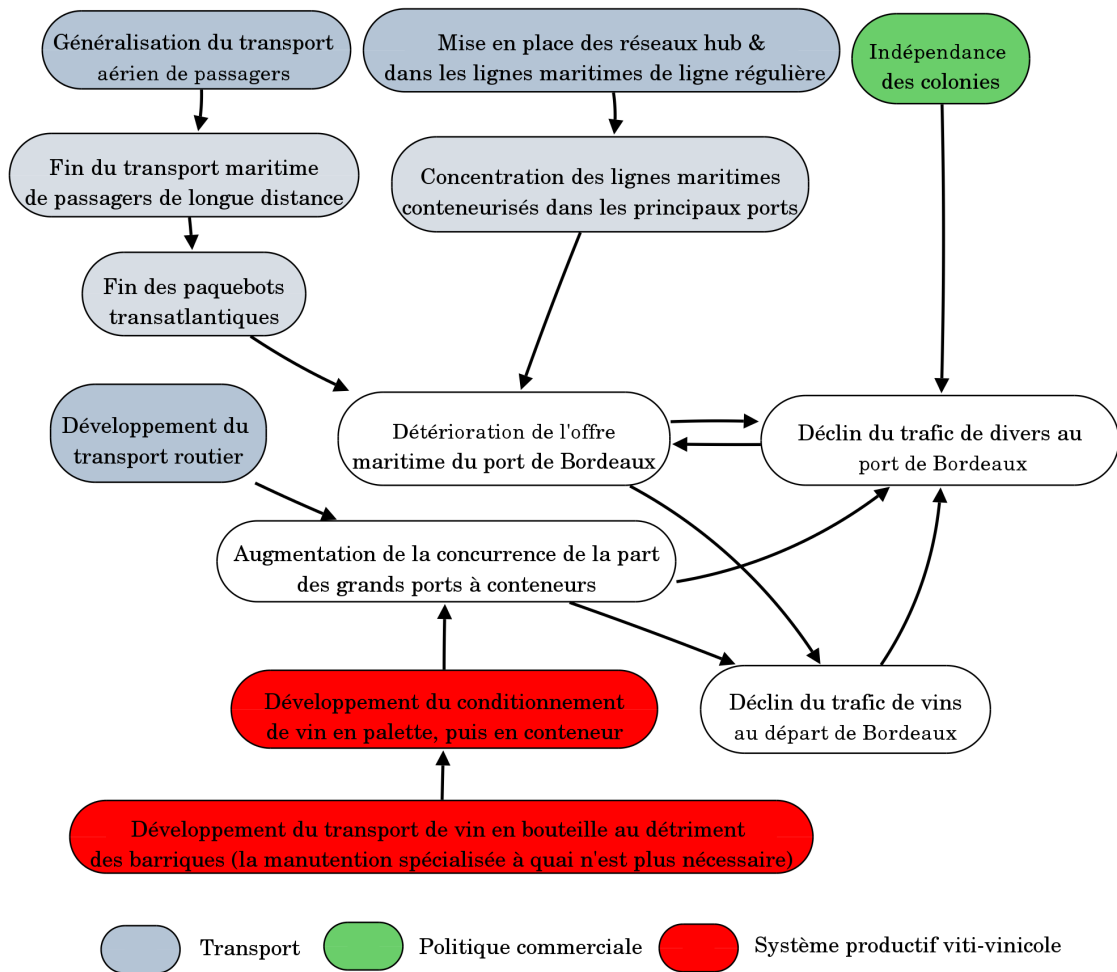 Généralisation du transport
aérien de passagers
Mise en place des réseaux hub &
dans les lignes maritimes de ligne régulière
Indépendance
des colonies
Fin du transport maritime
de passagers de longue distance
Concentration des lignes maritimes
conteneurisés dans les principaux ports
Fin des paquebots
transatlantiques
Développement du
transport routier
Détérioration de l'offre
maritime du port de Bordeaux
Déclin du trafic de divers au
port de Bordeaux
Augmentation de la concurrence de la part
des grands ports à conteneurs
Développement du conditionnement
de vin en palette, puis en conteneur
Déclin du trafic de vins
au départ de Bordeaux
Développement du transport de vin en bouteille au détriment
des barriques (la manutention spécialisée à quai n'est plus nécessaire)
Transport
Politique commerciale
Système productif viti-vinicole